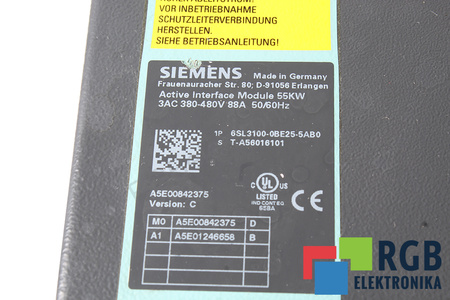 VOR INBETRIEBNAHME
SCHUTZLEITERVERBINDUNG
HERSTELLEN.
SIEHE BETRIEBSANLEITUNG!
SIEMENS Made in Germany
Frauenauracher Str. 80; D-91056 Erlangen
Active Interface Module 55KW
3AC 380-480V 88A 50/60Hz
1P 6SL3100-0BE25-5AB0
S T-A56016101
A5E00842375
Version: C
C UL US
LISTED
IND CONT EQ
CE
M0 A5E00842375 D
A1 A5E01246658 B
RGB
ELEKTRONIKA